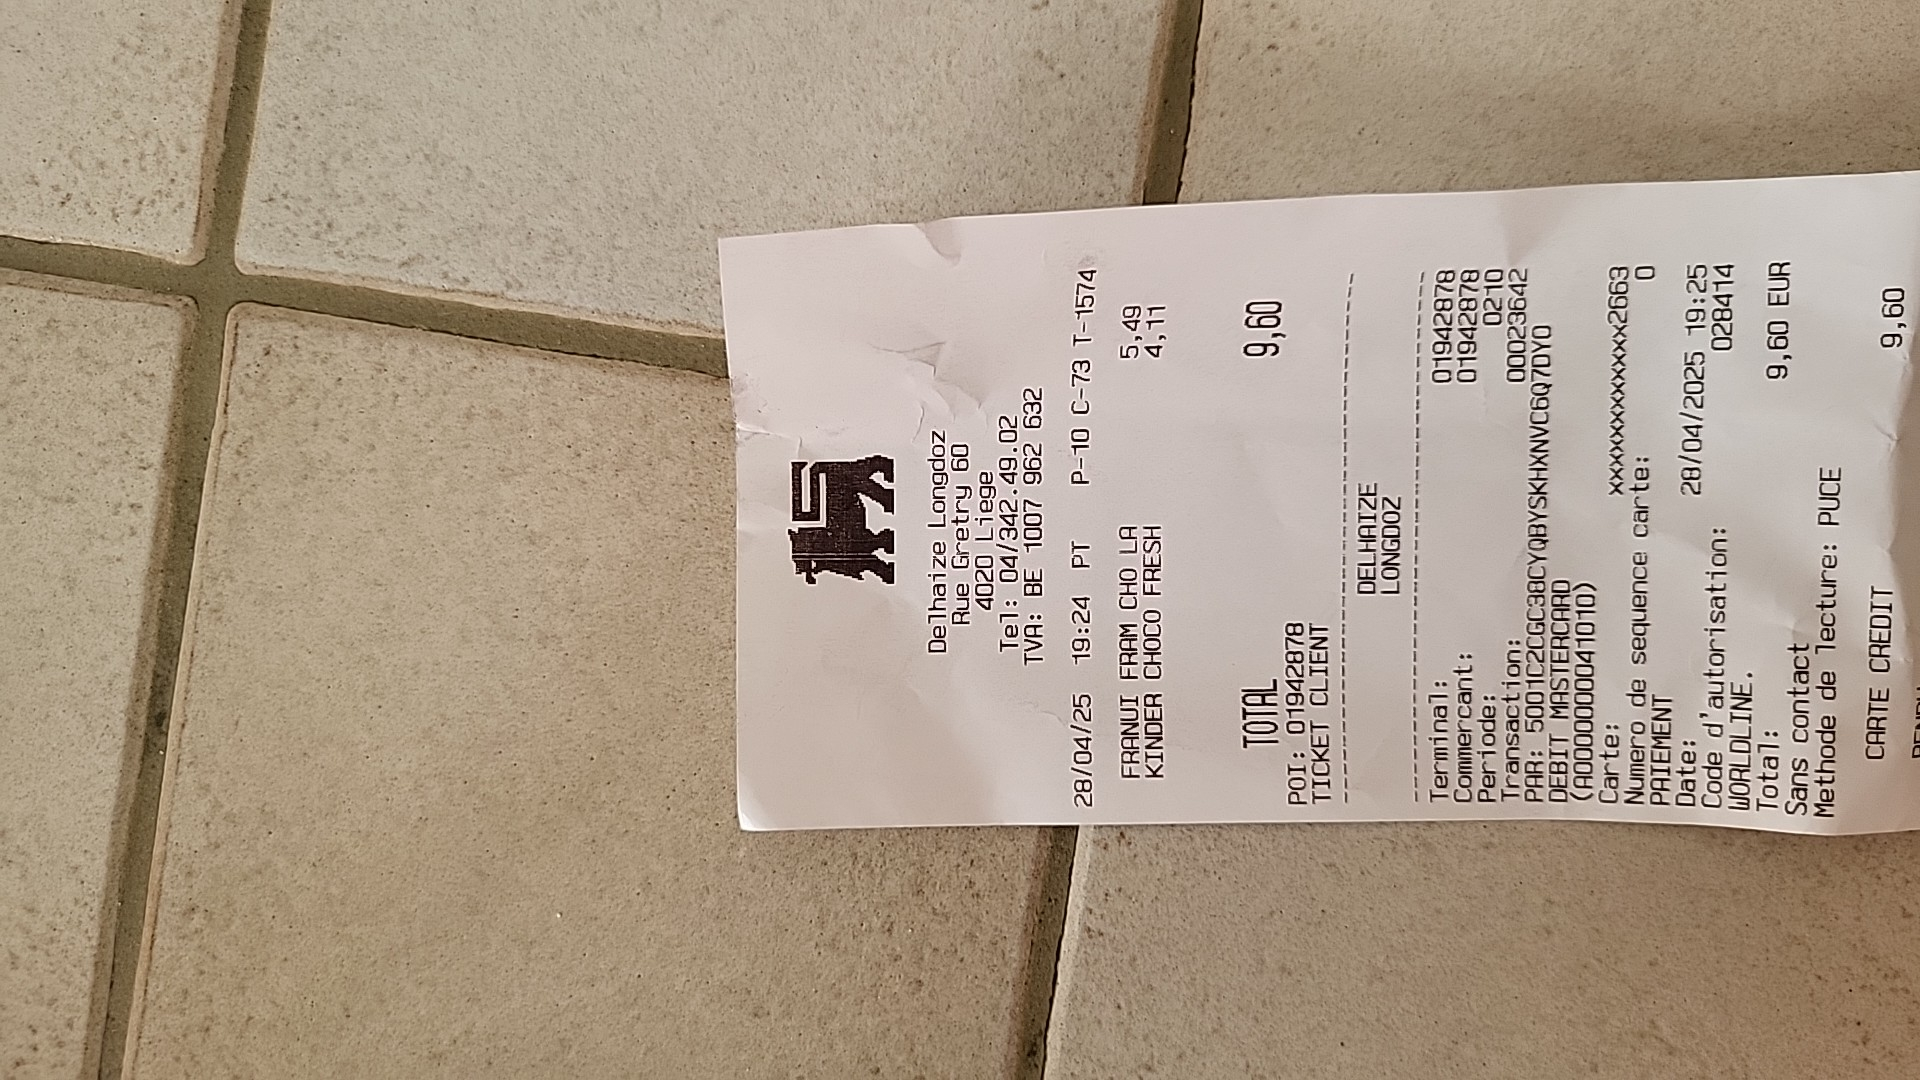 Delhaize Longdoz
Rue Gretry 60
4020 Liege
Tel: 04/342.49.02
TVA: BE 1007 962 632
28/04/25 19:24 PT P-10 C-73 T-1574
FRANUI FRAM CHO LA 5,49
KINDER CHOCO FRESH 4,11
TOTAL 9,60
POI: 01942878
TICKET CLIENT
DELHAIZE
LONGDOZ
Terminal: 01942878
Commercant: 01942878
Periode: 0210
Transaction: 00023642
PAR: 5001C2CGC38CYQBYSKHXNVC6Q7DYO
DEBIT MASTERCARD
(A0000000041010)
Carte: xxxxxxxxxxxx2663
Numero de sequence carte: 0
PAIEMENT
Date: 28/04/2025 19:25
Code d'autorisation: 028414
WORLDLINE.
Total: 9,60 EUR
Sans contact
Methode de lecture: PUCE
CARTE CREDIT 9,60